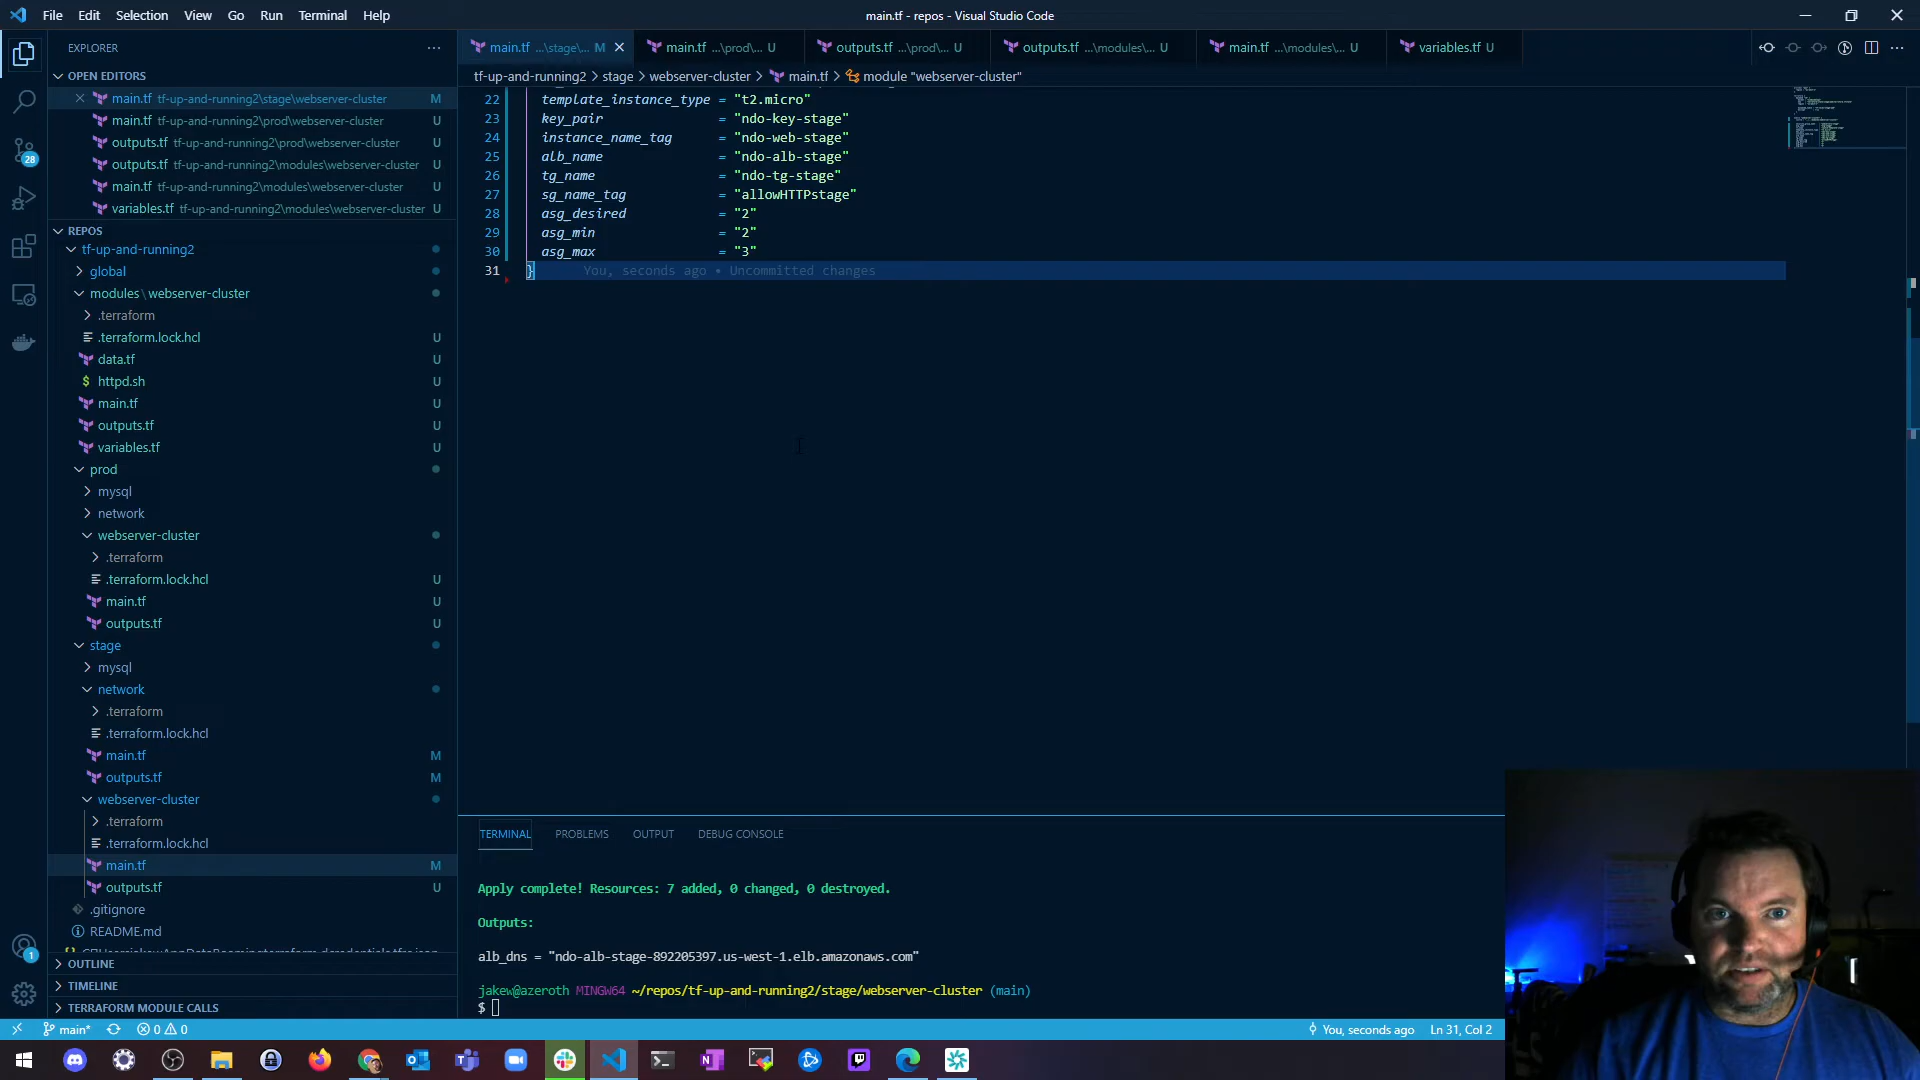 File Edit Selection View Go Run Terminal Help
main.tf - repos - Visual Studio Code
EXPLORER
OPEN EDITORS
main.tf tf-up-and-running2\stage\webserver-cluster M
main.tf tf-up-and-running2\prod\webserver-cluster U
outputs.tf tf-up-and-running2\prod\webserver-cluster U
outputs.tf tf-up-and-running2\modules\webserver-cluster U
main.tf tf-up-and-running2\modules\webserver-cluster U
variables.tf tf-up-and-running2\modules\webserver-cluster U
REPOS
tf-up-and-running2
global
modules\webserver-cluster
.terraform
.terraform.lock.hcl U
data.tf U
$ httpd.sh U
main.tf U
outputs.tf U
variables.tf U
prod
mysql
network
webserver-cluster
.terraform
.terraform.lock.hcl U
main.tf U
outputs.tf U
stage
mysql
network
.terraform
.terraform.lock.hcl
main.tf M
outputs.tf M
webserver-cluster
.terraform
.terraform.lock.hcl
main.tf M
outputs.tf U
.gitignore
README.md
OUTLINE
TIMELINE
TERRAFORM MODULE CALLS
28
1
main.tf ...\stage\... M
main.tf ...\prod\... U
outputs.tf ...\prod\... U
outputs.tf ...\modules\... U
main.tf ...\modules\... U
variables.tf U
tf-up-and-running2 > stage > webserver-cluster > main.tf > module "webserver-cluster"
22 template_instance_type = "t2.micro"
23 key_pair = "ndo-key-stage"
24 instance_name_tag = "ndo-web-stage"
25 alb_name = "ndo-alb-stage"
26 tg_name = "ndo-tg-stage"
27 sg_name_tag = "allowHTTPstage"
28 asg_desired = "2"
29 asg_min = "2"
30 asg_max = "3"
31 } You, seconds ago • Uncommitted changes
TERMINAL PROBLEMS OUTPUT DEBUG CONSOLE
Apply complete! Resources: 7 added, 0 changed, 0 destroyed.
Outputs:
alb_dns = "ndo-alb-stage-892205397.us-west-1.elb.amazonaws.com"
jakew@azeroth MINGW64 ~/repos/tf-up-and-running2/stage/webserver-cluster (main)
$
main* 0 0
You, seconds ago Ln 31, Col 2